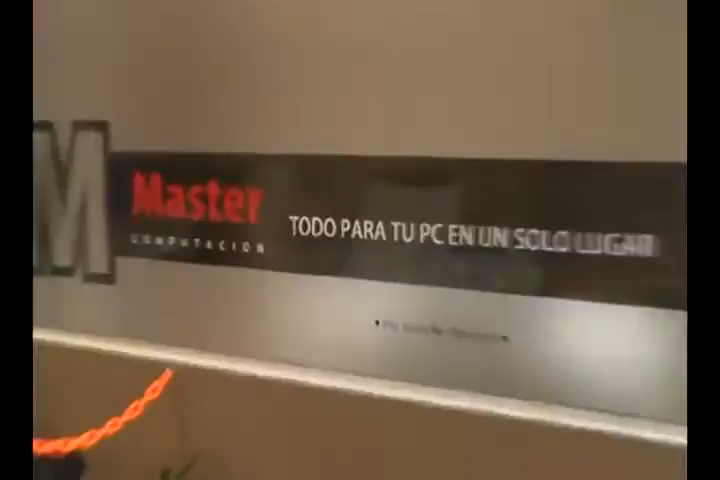 M
Master
COMPUTACION
TODO PARA TU PC EN UN SOLO LUGAR